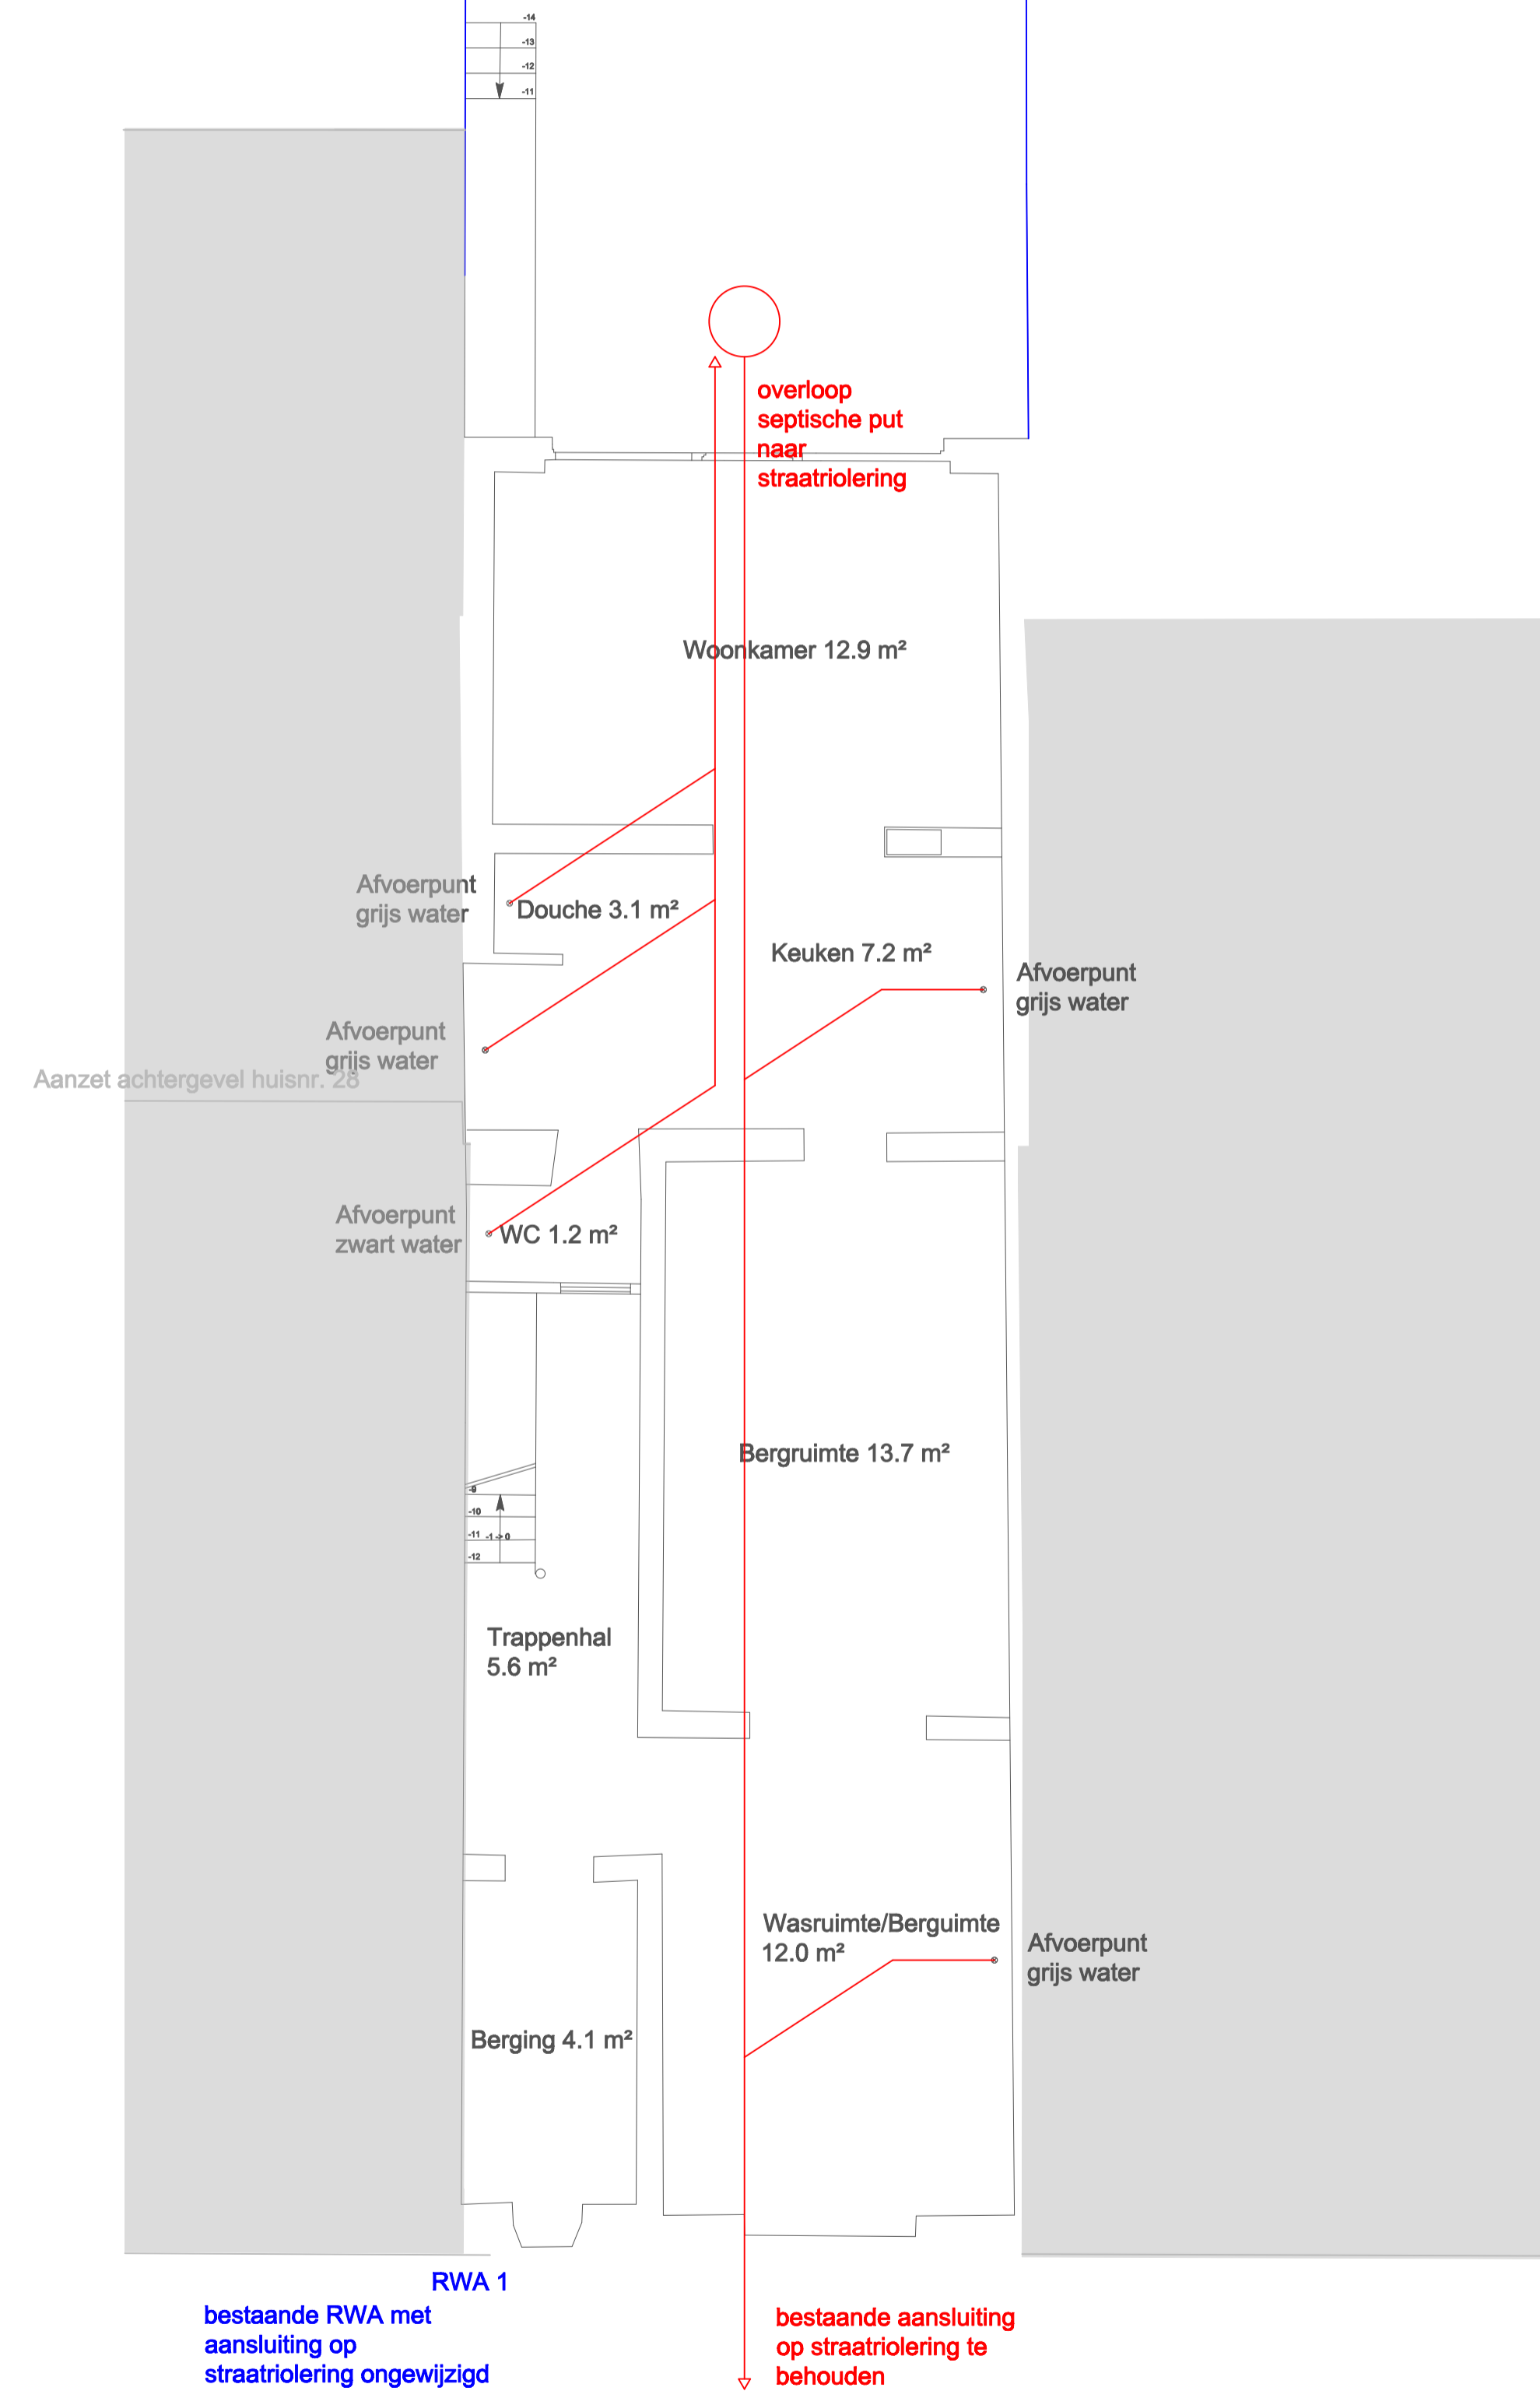 -14
-13
-12
-11
overloop
septische put
naar
straatriolering
Woonkamer 12.9 m²
Afvoerpunt
grijs water
Douche 3.1 m²
Keuken 7.2 m²
Afvoerpunt
grijs water
Afvoerpunt
grijs water
Aanzet achtergevel huisnr. 28
Afvoerpunt
zwart water
WC 1.2 m²
Bergruimte 13.7 m²
-9
-10
-11
-1 -> 0
-12
Trappenhal
5.6 m²
Wasruimte/Berguimte
12.0 m²
Afvoerpunt
grijs water
Berging 4.1 m²
RWA 1
bestaande RWA met
aansluiting op
straatriolering ongewijzigd
bestaande aansluiting
op straatriolering te
behouden